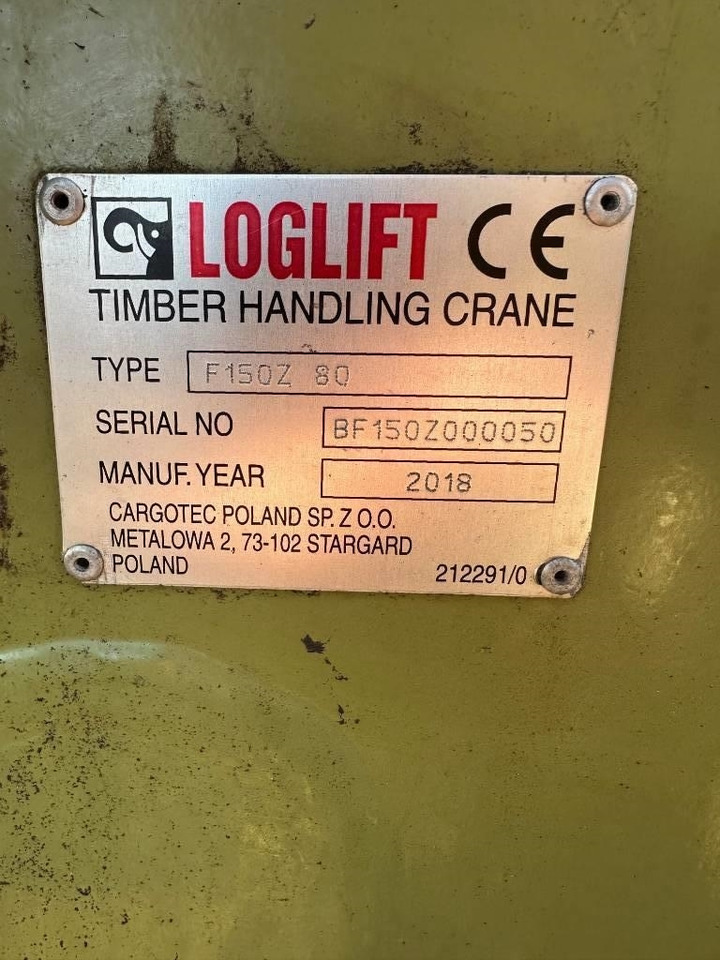 LOGLIFT CE
TIMBER HANDLING CRANE
TYPE F150Z 80
SERIAL NO BF150Z000050
MANUF. YEAR 2018
CARGOTEC POLAND SP. Z O.O.
METALOWA 2, 73-102 STARGARD
POLAND 212291/0